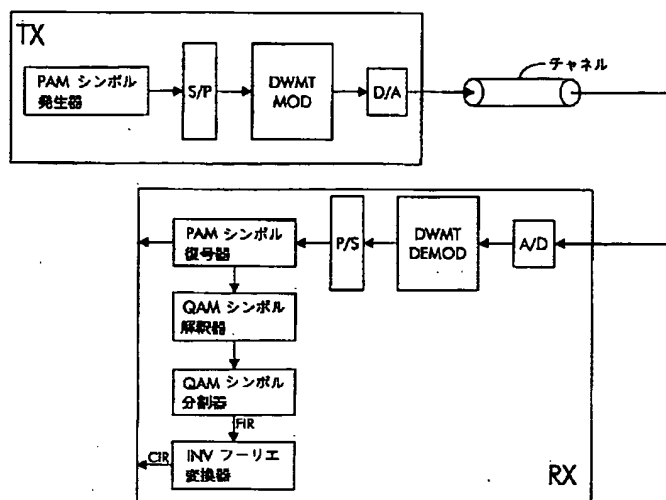 TX
PAM シンボル
発生器
S/P
DWMT
MOD
D/A
チャネル
PAM シンボル
復号器
P/S
DWMT
DEMOD
A/D
QAM シンボル
解釈器
QAM シンボル
分割器
FIR
CIR
INV フーリエ
変換器
RX